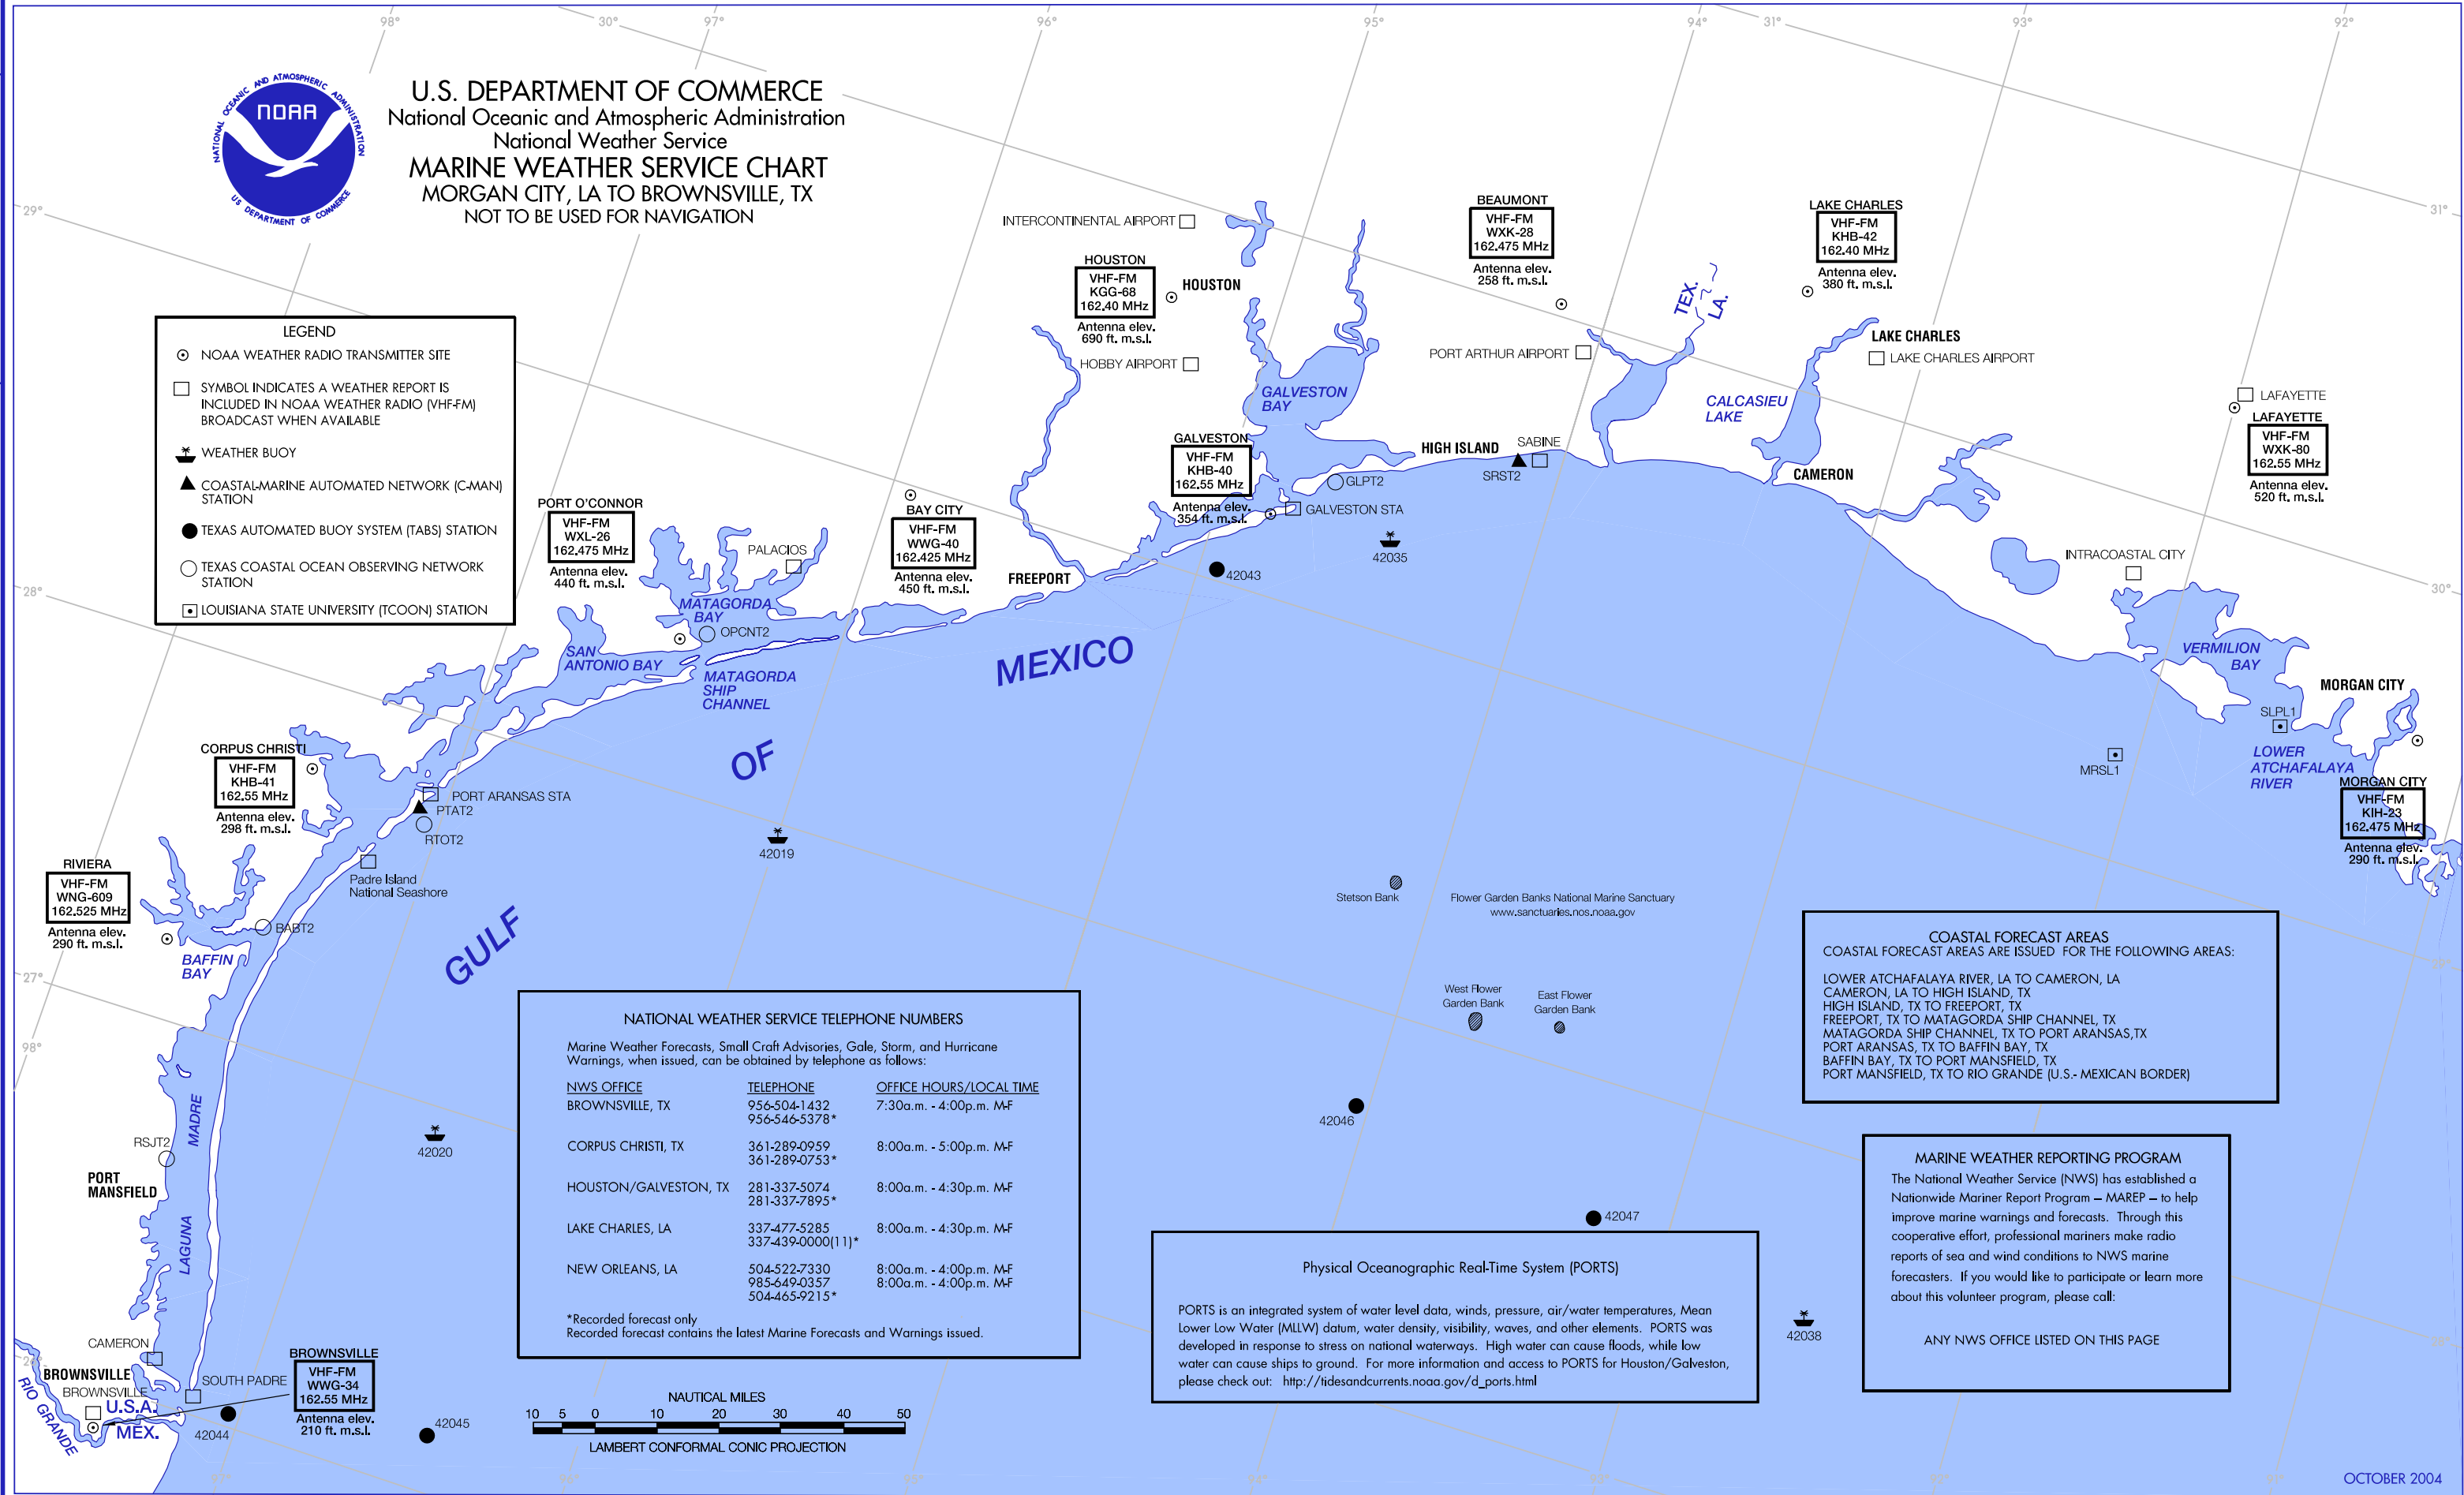 98°
30°
97°
96°
95°
94°
31°
93°
92°
NATIONAL OCEANIC AND ATMOSPHERIC ADMINISTRATION
NOAA
US DEPARTMENT OF COMMERCE
U.S. DEPARTMENT OF COMMERCE
National Oceanic and Atmospheric Administration
National Weather Service
MARINE WEATHER SERVICE CHART
MORGAN CITY, LA TO BROWNSVILLE, TX
NOT TO BE USED FOR NAVIGATION
29°
31°
28°
30°
27°
98°
LEGEND
NOAA WEATHER RADIO TRANSMITTER SITE
SYMBOL INDICATES A WEATHER REPORT IS
INCLUDED IN NOAA WEATHER RADIO (VHF-FM)
BROADCAST WHEN AVAILABLE
WEATHER BUOY
COASTAL-MARINE AUTOMATED NETWORK (C-MAN)
STATION
TEXAS AUTOMATED BUOY SYSTEM (TABS) STATION
TEXAS COASTAL OCEAN OBSERVING NETWORK
STATION
LOUISIANA STATE UNIVERSITY (TCOON) STATION
INTERCONTINENTAL AIRPORT
HOUSTON
VHF-FM
KGG-68
162.40 MHz
Antenna elev.
690 ft. m.s.l.
HOUSTON
HOBBY AIRPORT
BEAUMONT
VHF-FM
WXK-28
162.475 MHz
Antenna elev.
258 ft. m.s.l.
PORT ARTHUR AIRPORT
TEX.
LA.
LAKE CHARLES
VHF-FM
KHB-42
162.40 MHz
Antenna elev.
380 ft. m.s.l.
LAKE CHARLES
LAKE CHARLES AIRPORT
CALCASIEU
LAKE
LAFAYETTE
LAFAYETTE
VHF-FM
WXK-80
162.55 MHz
Antenna elev.
520 ft. m.s.l.
GALVESTON
BAY
GALVESTON
VHF-FM
KHB-40
162.55 MHz
Antenna elev.
354 ft. m.s.l.
GALVESTON STA
GLPT2
HIGH ISLAND
SABINE
SRST2
CAMERON
42035
42043
PORT O'CONNOR
VHF-FM
WXL-26
162.475 MHz
Antenna elev.
440 ft. m.s.l.
PALACIOS
BAY CITY
VHF-FM
WWG-40
162.425 MHz
Antenna elev.
450 ft. m.s.l.
FREEPORT
MATAGORDA
BAY
OPCNT2
SAN
ANTONIO BAY
MATAGORDA
SHIP
CHANNEL
INTRACOASTAL CITY
VERMILION
BAY
MORGAN CITY
SLPL1
MRSL1
LOWER
ATCHAFALAYA
RIVER
MORGAN CITY
VHF-FM
KIH-23
162.475 MHz
Antenna elev.
290 ft. m.s.l.
GULF
OF
MEXICO
CORPUS CHRISTI
VHF-FM
KHB-41
162.55 MHz
Antenna elev.
298 ft. m.s.l.
PORT ARANSAS STA
PTAT2
RTOT2
Padre Island
National Seashore
42019
RIVIERA
VHF-FM
WNG-609
162.525 MHz
Antenna elev.
290 ft. m.s.l.
BABT2
BAFFIN
BAY
Stetson Bank
Flower Garden Banks National Marine Sanctuary
www.sanctuaries.nos.noaa.gov
West Flower
Garden Bank
East Flower
Garden Bank
COASTAL FORECAST AREAS
COASTAL FORECAST AREAS ARE ISSUED FOR THE FOLLOWING AREAS:
LOWER ATCHAFALAYA RIVER, LA TO CAMERON, LA
CAMERON, LA TO HIGH ISLAND, TX
HIGH ISLAND, TX TO FREEPORT, TX
FREEPORT, TX TO MATAGORDA SHIP CHANNEL, TX
MATAGORDA SHIP CHANNEL, TX TO PORT ARANSAS,TX
PORT ARANSAS, TX TO BAFFIN BAY, TX
BAFFIN BAY, TX TO PORT MANSFIELD, TX
PORT MANSFIELD, TX TO RIO GRANDE (U.S.- MEXICAN BORDER)
NATIONAL WEATHER SERVICE TELEPHONE NUMBERS
Marine Weather Forecasts, Small Craft Advisories, Gale, Storm, and Hurricane
Warnings, when issued, can be obtained by telephone as follows:
NWS OFFICE TELEPHONE OFFICE HOURS/LOCAL TIME
BROWNSVILLE, TX 956-504-1432 7:30a.m. - 4:00p.m. M-F
956-546-5378*
CORPUS CHRISTI, TX 361-289-0959 8:00a.m. - 5:00p.m. M-F
361-289-0753*
HOUSTON/GALVESTON, TX 281-337-5074 8:00a.m. - 4:30p.m. M-F
281-337-7895*
LAKE CHARLES, LA 337-477-5285 8:00a.m. - 4:30p.m. M-F
337-439-0000(11)*
NEW ORLEANS, LA 504-522-7330 8:00a.m. - 4:00p.m. M-F
985-649-0357 8:00a.m. - 4:00p.m. M-F
504-465-9215*
*Recorded forecast only
Recorded forecast contains the latest Marine Forecasts and Warnings issued.
MADRE
LAGUNA
42020
RSJT2
PORT
MANSFIELD
42046
42047
42038
MARINE WEATHER REPORTING PROGRAM
The National Weather Service (NWS) has established a
Nationwide Mariner Report Program – MAREP – to help
improve marine warnings and forecasts. Through this
cooperative effort, professional mariners make radio
reports of sea and wind conditions to NWS marine
forecasters. If you would like to participate or learn more
about this volunteer program, please call:
ANY NWS OFFICE LISTED ON THIS PAGE
Physical Oceanographic Real-Time System (PORTS)
PORTS is an integrated system of water level data, winds, pressure, air/water temperatures, Mean
Lower Low Water (MLLW) datum, water density, visibility, waves, and other elements. PORTS was
developed in response to stress on national waterways. High water can cause floods, while low
water can cause ships to ground. For more information and access to PORTS for Houston/Galveston,
please check out: http://tidesandcurrents.noaa.gov/d_ports.html
CAMERON
BROWNSVILLE
BROWNSVILLE
SOUTH PADRE
U.S.A.
MEX.
RIO GRANDE
BROWNSVILLE
VHF-FM
WWG-34
162.55 MHz
Antenna elev.
210 ft. m.s.l.
42044
42045
NAUTICAL MILES
10 5 0 10 20 30 40 50
LAMBERT CONFORMAL CONIC PROJECTION
OCTOBER 2004